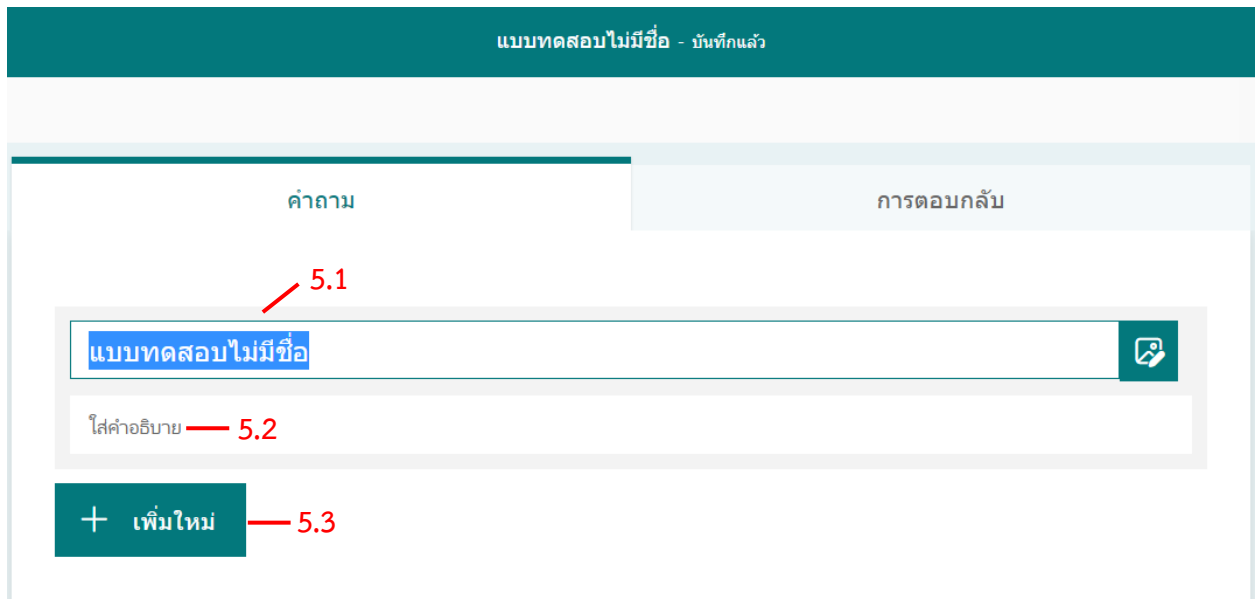 แบบทดสอบไม่มีชื่อ - บันทึกแล้ว
คำถาม
การตอบกลับ
5.1
แบบทดสอบไม่มีชื่อ
ใส่คำอธิบาย 5.2
+ เพิ่มใหม่ 5.3